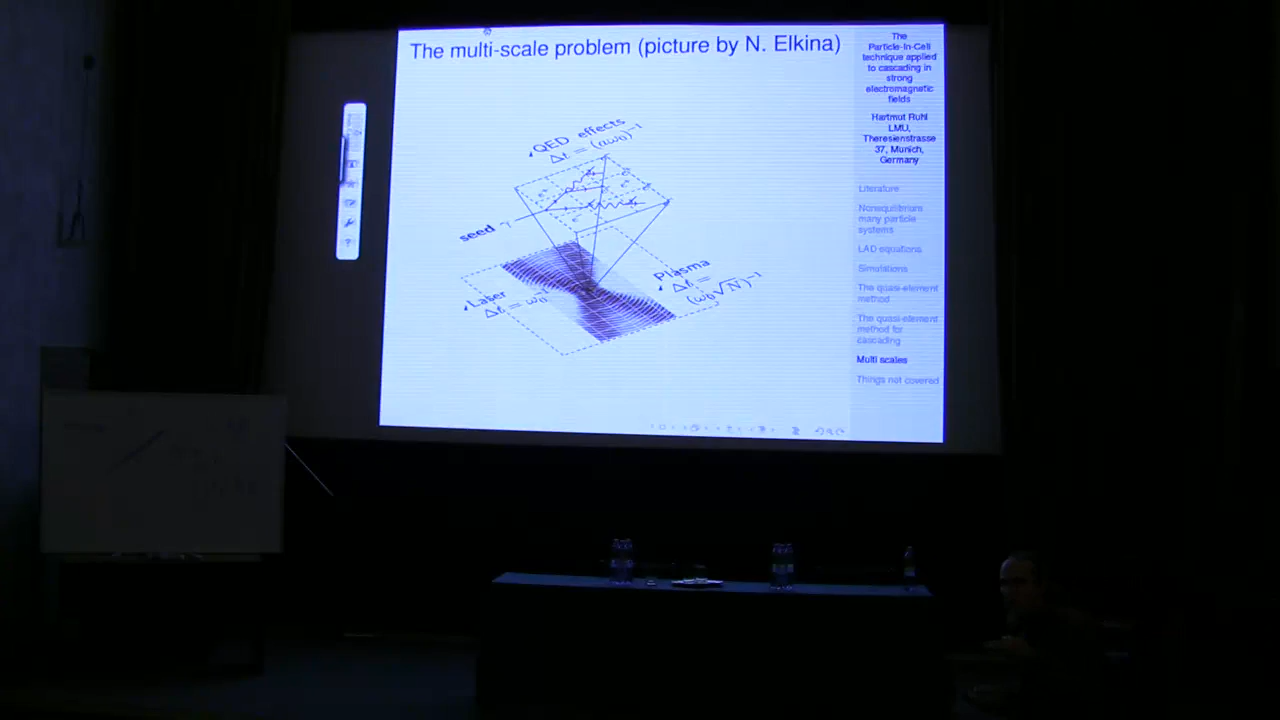 The multi-scale problem (picture by N. Elkina)
QED effects
Δt = (aω₀)⁻¹
seed γ
Laser
Δt = ω₀⁻¹
Plasma
Δt =
(ω₀√N)⁻¹
The
Particle-In-Cell
technique applied
to cascading in
strong
electromagnetic
fields
Hartmut Ruhl
LMU,
Theresienstrasse
37, Munich,
Germany
Literature
Nonequilibrium
many particle
systems
LAD equations
Simulations
The quasi-element
method
The quasi-element
method for
cascading
Multi scales
Things not covered